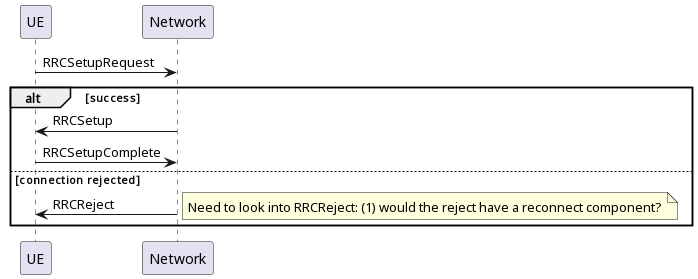 UE Network
RRCSetupRequest
alt [success]
RRCSetup
RRCSetupComplete
[connection rejected]
RRCReject Need to look into RRCReject: (1) would the reject have a reconnect component?
UE Network